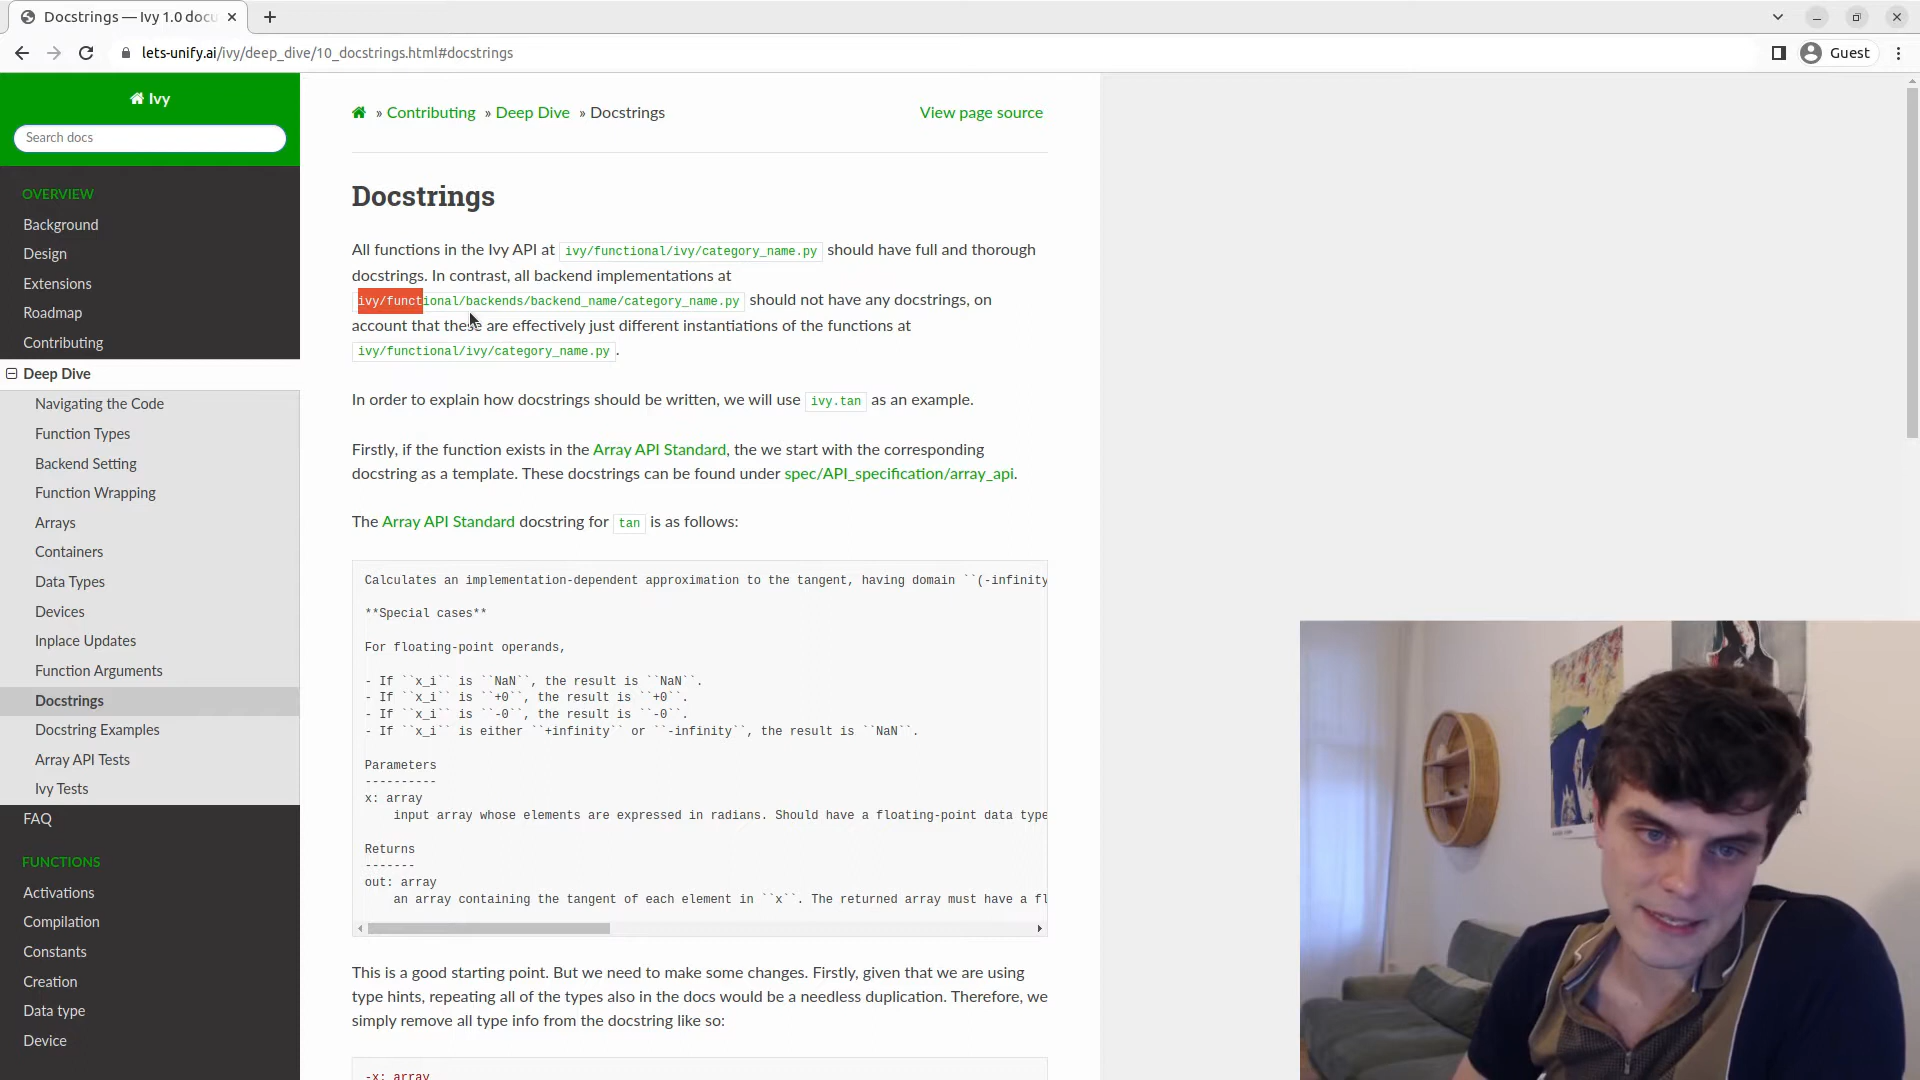 Docstrings — Ivy 1.0 docu
lets-unify.ai/ivy/deep_dive/10_docstrings.html#docstrings
Guest
Ivy
Search docs
OVERVIEW
Background
Design
Extensions
Roadmap
Contributing
Deep Dive
Navigating the Code
Function Types
Backend Setting
Function Wrapping
Arrays
Containers
Data Types
Devices
Inplace Updates
Function Arguments
Docstrings
Docstring Examples
Array API Tests
Ivy Tests
FAQ
FUNCTIONS
Activations
Compilation
Constants
Creation
Data type
Device
» Contributing » Deep Dive » Docstrings
View page source
Docstrings
All functions in the Ivy API at ivy/functional/ivy/category_name.py should have full and thorough
docstrings. In contrast, all backend implementations at
ivy/functional/backends/backend_name/category_name.py should not have any docstrings, on
account that these are effectively just different instantiations of the functions at
ivy/functional/ivy/category_name.py.
In order to explain how docstrings should be written, we will use ivy.tan as an example.
Firstly, if the function exists in the Array API Standard, the we start with the corresponding
docstring as a template. These docstrings can be found under spec/API_specification/array_api.
The Array API Standard docstring for tan is as follows:
Calculates an implementation-dependent approximation to the tangent, having domain ``(-infinity
**Special cases**
For floating-point operands,
- If ``x_i`` is ``NaN``, the result is ``NaN``.
- If ``x_i`` is ``+0``, the result is ``+0``.
- If ``x_i`` is ``-0``, the result is ``-0``.
- If ``x_i`` is either ``+infinity`` or ``-infinity``, the result is ``NaN``.
Parameters
----------
x: array
input array whose elements are expressed in radians. Should have a floating-point data type
Returns
-------
out: array
an array containing the tangent of each element in ``x``. The returned array must have a fl
This is a good starting point. But we need to make some changes. Firstly, given that we are using
type hints, repeating all of the types also in the docs would be a needless duplication. Therefore, we
simply remove all type info from the docstring like so:
-x: array